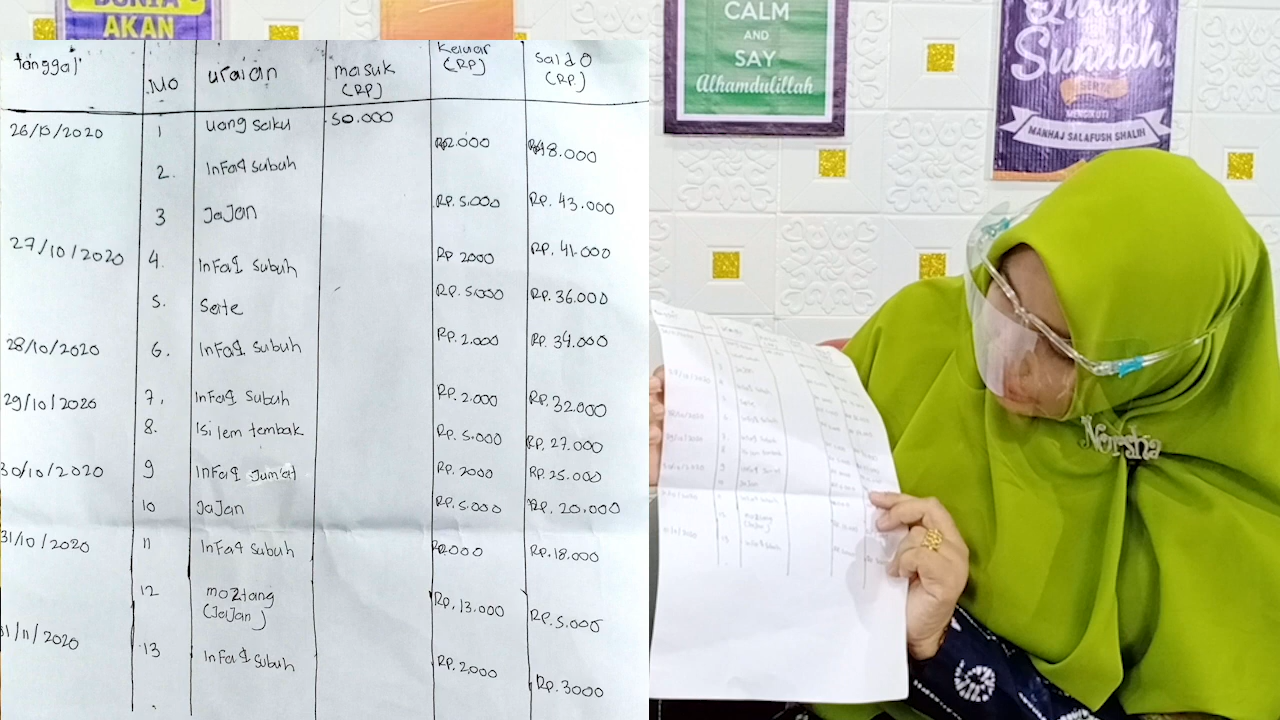 DUNIA
AKAN
CALM
AND
SAY
Alhamdulillah
Sunnah
SERTA
MENGIKUTI
MANHAJ SALAFUSH SHALIH
Norsha
tanggal No uraian masuk (RP) Keluar (RP) Saldo (RP)
26/10/2020 1 uang saku 50.000
2. Infaq subuh Rp2.000 Rp48.000
3 Jajan RP. 5.000 RP. 43.000
27/10/2020 4. Infaq subuh RP 2000 RP. 41.000
5. Sate RP. 5.000 RP. 36.000
28/10/2020 6. Infaq subuh RP. 2.000 RP. 34.000
29/10/2020 7. Infaq Subuh RP. 2.000 RP. 32.000
8. Isi lem tembak RP. 5.000 RP. 27.000
30/10/2020 9 Infaq Jum'at RP. 2000 RP. 25.000
10 Jajan RP. 5.000 RP. 20.000
31/10/2020 11 Infaq subuh RP2000 RP. 18.000
12 moztang (Jajan) RP. 13.000 RP. 5.000
1/11/2020 13 Infaq subuh RP. 2000 RP. 3000